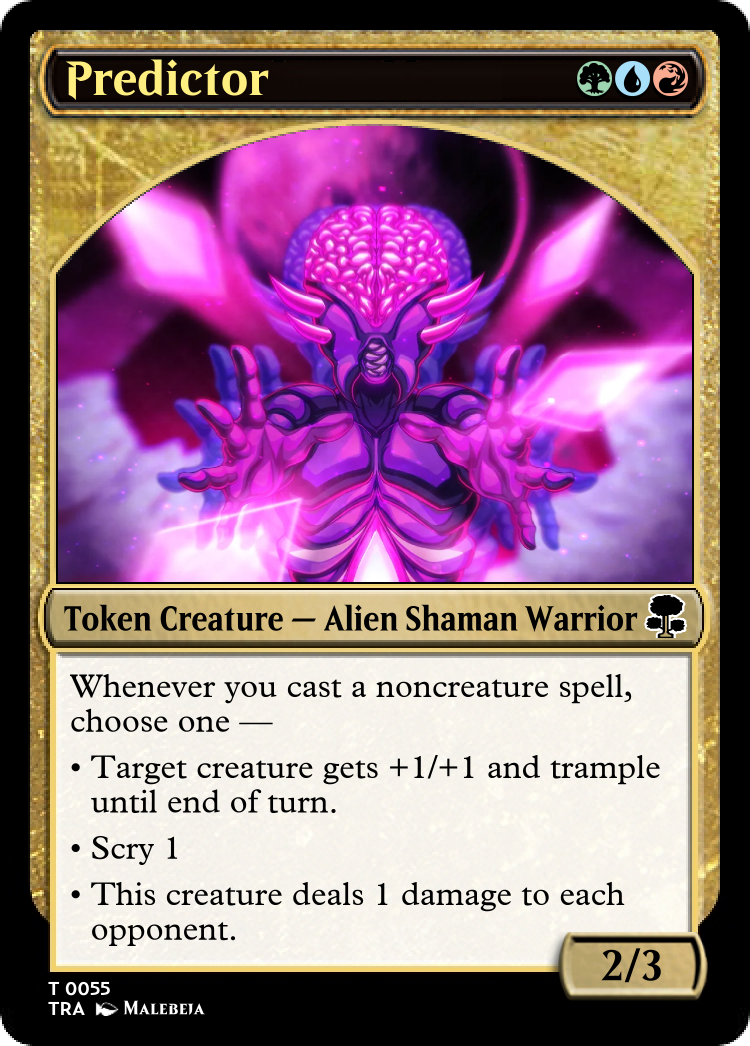 Predictor
Token Creature — Alien Shaman Warrior
Whenever you cast a noncreature spell,
choose one —
• Target creature gets +1/+1 and trample
until end of turn.
• Scry 1
• This creature deals 1 damage to each
opponent.
2/3
T 0055
TRA Malebeja